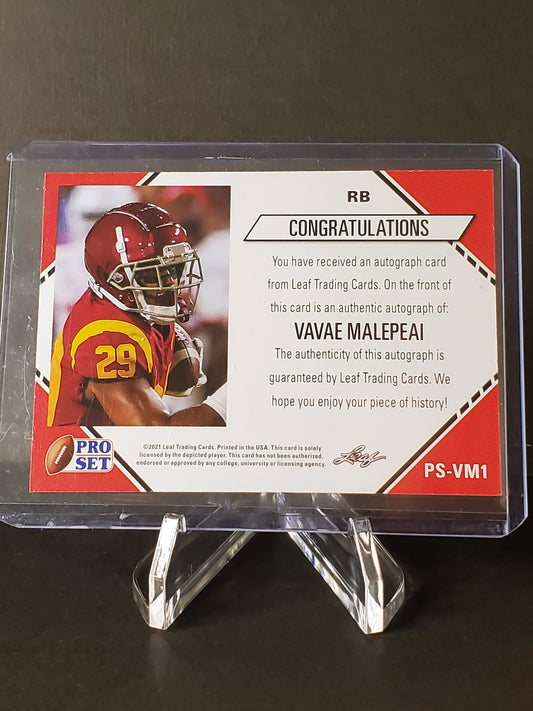 RB
CONGRATULATIONS
You have received an autograph card
from Leaf Trading Cards. On the front
of this card is an authentic autograph of:
VAVAE MALEPEAI
The authenticity of this autograph is
guaranteed by Leaf Trading Cards. We
hope you enjoy your piece of history!
29
PRO
SET
©2021 Leaf Trading Cards. Printed in the USA. This card is solely
licensed by the depicted player. This card has not been authorized,
endorsed or approved by any college, university or licensing agency.
Leaf
PS-VM1